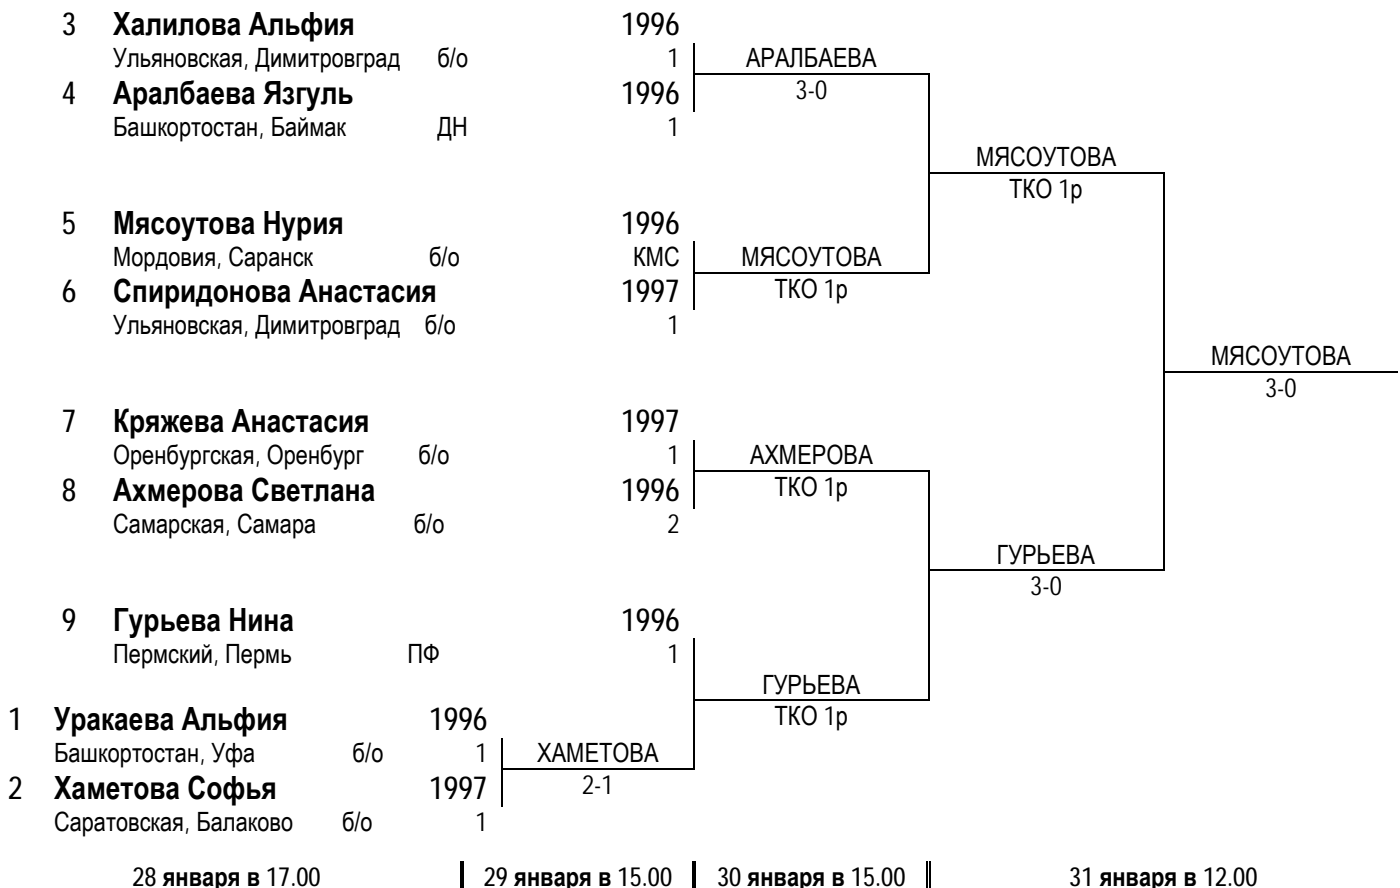 3 Халилова Альфия 1996
Ульяновская, Димитровград б/о 1
АРАЛБАЕВА
4 Аралбаева Язгуль 1996
3-0
Башкортостан, Баймак ДН 1
МЯСОУТОВА
ТКО 1р
5 Мясоутова Нурия 1996
Мордовия, Саранск б/о КМС
МЯСОУТОВА
6 Спиридонова Анастасия 1997
ТКО 1р
Ульяновская, Димитровград б/о 1
МЯСОУТОВА
3-0
7 Кряжева Анастасия 1997
Оренбургская, Оренбург б/о 1
АХМЕРОВА
8 Ахмерова Светлана 1996
ТКО 1р
Самарская, Самара б/о 2
ГУРЬЕВА
3-0
9 Гурьева Нина 1996
Пермский, Пермь ПФ 1
ГУРЬЕВА
ТКО 1р
1 Уракаева Альфия 1996
Башкортостан, Уфа б/о 1
ХАМЕТОВА
2 Хаметова Софья 1997
2-1
Саратовская, Балаково б/о 1
28 января в 17.00 29 января в 15.00 30 января в 15.00 31 января в 12.00